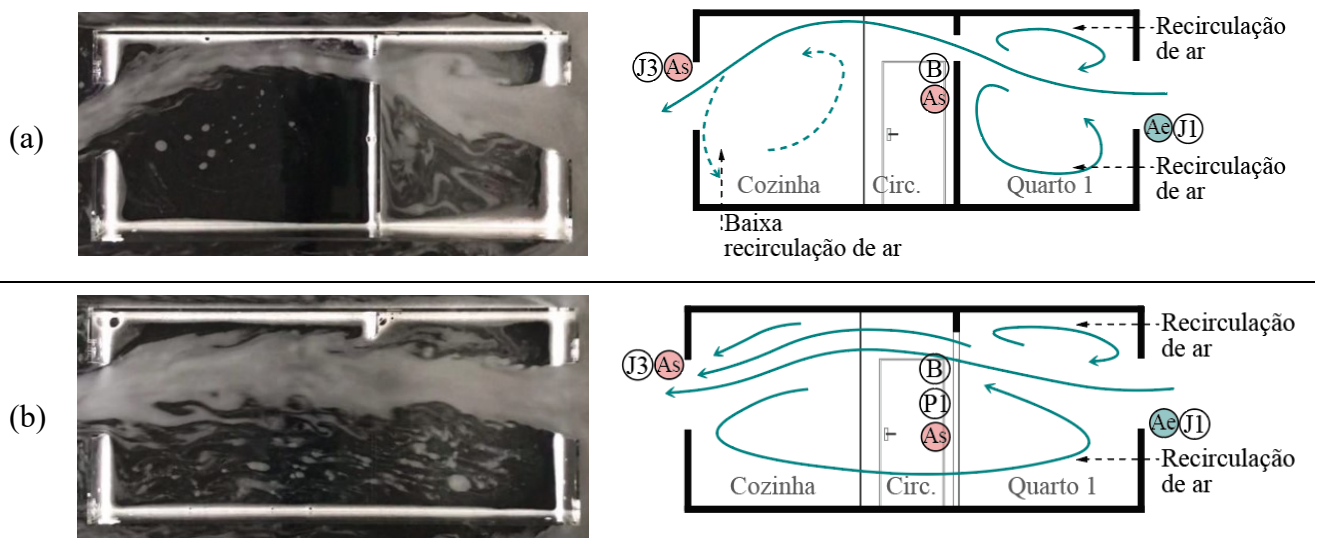 (a)
J3 As
B
As
Ae J1
Recirculação
de ar
Recirculação
de ar
Cozinha Circ. Quarto 1
Baixa
recirculação de ar
(b)
J3 As
B
P1
As
Ae J1
Recirculação
de ar
Recirculação
de ar
Cozinha Circ. Quarto 1